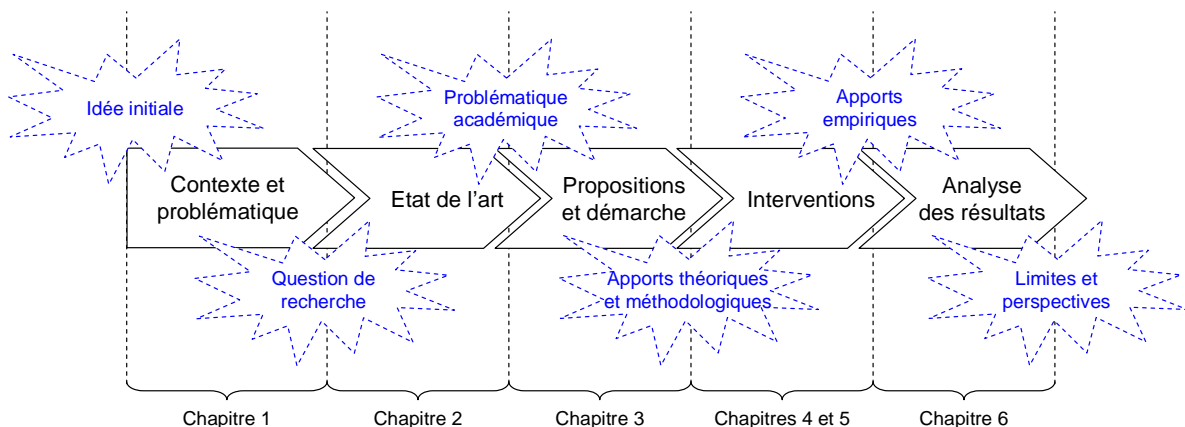 Idée initiale
Problématique
académique
Apports
empiriques
Contexte et
problématique
Etat de l'art
Propositions
et démarche
Interventions
Analyse
des résultats
Question de
recherche
Apports théoriques
et méthodologiques
Limites et
perspectives
Chapitre 1
Chapitre 2
Chapitre 3
Chapitres 4 et 5
Chapitre 6